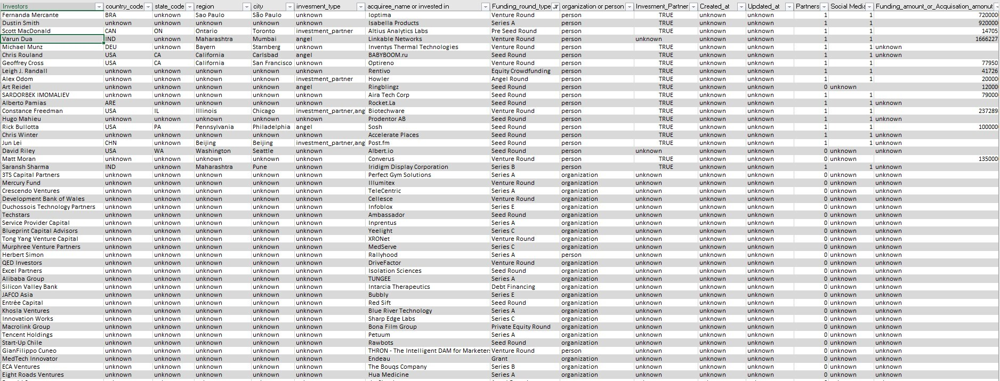 Investors country_code state_code region city invesment_type acquiree_name or invested in Funding_round_type organization or person Invesment_Partner Created_at Updated_at Partners Social Media Funding_amount_or_Acquisation_amonut
Fernanda Mercante BRA unknown Sao Paulo São Paulo unknown Ioptima Venture Round person TRUE unknown unknown 1 1 7200000
Dustin Smith unknown unknown unknown unknown unknown Isabella Products Series A person TRUE unknown unknown 1 1 9200000
Scott MacDonald CAN ON Ontario Toronto investment_partner Altius Analytics Labs Pre Seed Round person TRUE unknown unknown 1 1 14705
Varun Dua IND unknown Maharashtra Mumbai angel Linkable Networks Venture Round person unknown unknown unknown 1 1 1666227
Michael Munz DEU unknown Bayern Starnberg unknown Inventys Thermal Technologies Venture Round person TRUE unknown unknown 1 1 unknown
Chris Rouland USA CA California Carlsbad angel BABYBOOM.ru Seed Round person TRUE unknown unknown 1 1 unknown
Geoffrey Cross USA CA California San Francisco unknown Optireno Venture Round person TRUE unknown unknown 1 1 77950
Leigh J. Randall unknown unknown unknown unknown unknown Rentivo Equity Crowdfunding person TRUE unknown unknown 1 1 41726
Alex Odom unknown unknown unknown unknown investment_partner Howler Angel Round person TRUE unknown unknown 1 1 20000
Art Reidel unknown unknown unknown unknown angel Ringblingz Seed Round person TRUE unknown unknown 0 unknown 12000
SARDORBEK IMOMALIEV unknown unknown unknown unknown unknown Aira Tech Corp Seed Round person TRUE unknown unknown 1 1 79000
Alberto Pamias ARE unknown unknown unknown unknown Rocket.La Seed Round person TRUE unknown unknown 1 1 unknown
Constance Freedman USA IL Illinois Chicago investment_partner,ang Biotechware Venture Round person TRUE unknown unknown 1 1 237289
Hugo Mahieu unknown unknown unknown unknown unknown Prodentor AB Seed Round person TRUE unknown unknown 1 1 unknown
Rick Bullotta USA PA Pennsylvania Philadelphia angel Sosh Seed Round person TRUE unknown unknown 1 1 100000
Chris Winter unknown unknown unknown unknown unknown Accelerate Places Seed Round person TRUE unknown unknown 1 1 unknown
Jun Lei CHN unknown Beijing Beijing investment_partner,ang Post.fm Seed Round person TRUE unknown unknown 1 1 unknown
David Riley USA WA Washington Seattle unknown Albert.io Seed Round person unknown unknown unknown 0 unknown unknown
Matt Moran unknown unknown unknown unknown unknown Converus Venture Round person TRUE unknown unknown 0 unknown 135000
Saransh Sharma IND unknown Maharashtra Pune unknown Iridigm Display Corporation Series B person TRUE unknown unknown 1 1 unknown
3TS Capital Partners unknown unknown unknown unknown unknown Perfect Gym Solutions Series A organization unknown unknown unknown 0 unknown unknown
Mercury Fund unknown unknown unknown unknown unknown Illumitex Venture Round organization unknown unknown unknown 0 unknown unknown
Crescendo Ventures unknown unknown unknown unknown unknown TeleCentric Series A organization unknown unknown unknown 0 unknown unknown
Development Bank of Wales unknown unknown unknown unknown unknown Cellesce Venture Round organization unknown unknown unknown 0 unknown unknown
Duchossois Technology Partners unknown unknown unknown unknown unknown Infoblox Series E organization unknown unknown unknown 0 unknown unknown
Techstars unknown unknown unknown unknown unknown Ambassador Seed Round organization unknown unknown unknown 0 unknown unknown
Service Provider Capital unknown unknown unknown unknown unknown Inprentus Series A organization unknown unknown unknown 0 unknown unknown
Blueprint Capital Advisors unknown unknown unknown unknown unknown Yeelight Series C organization unknown unknown unknown 0 unknown unknown
Tong Yang Venture Capital unknown unknown unknown unknown unknown XRONet Venture Round organization unknown unknown unknown 0 unknown unknown
Murphree Venture Partners unknown unknown unknown unknown unknown MedServe Series C organization unknown unknown unknown 0 unknown unknown
Herbert Simon unknown unknown unknown unknown unknown Rallyhood Series A person unknown unknown unknown 0 unknown unknown
QED Investors unknown unknown unknown unknown unknown DriveFactor Venture Round organization unknown unknown unknown 0 unknown unknown
Excel Partners unknown unknown unknown unknown unknown Isolation Sciences Seed Round organization unknown unknown unknown 0 unknown unknown
Alibaba Group unknown unknown unknown unknown unknown TUNGEE Series A organization unknown unknown unknown 0 unknown unknown
Silicon Valley Bank unknown unknown unknown unknown unknown Intarcia Therapeutics Debt Financing organization unknown unknown unknown 0 unknown unknown
JAFCO Asia unknown unknown unknown unknown unknown Bubbly Series E organization unknown unknown unknown 0 unknown unknown
Entrée Capital unknown unknown unknown unknown unknown Red Sift Seed Round organization unknown unknown unknown 0 unknown unknown
Khosla Ventures unknown unknown unknown unknown unknown Blue River Technology Series A organization unknown unknown unknown 0 unknown unknown
Innovation Works unknown unknown unknown unknown unknown Sharp Edge Labs Series C organization unknown unknown unknown 0 unknown unknown
Macrolink Group unknown unknown unknown unknown unknown Bona Film Group Private Equity Round organization unknown unknown unknown 0 unknown unknown
Tencent Holdings unknown unknown unknown unknown unknown Petuum Series A organization unknown unknown unknown 0 unknown unknown
Start-Up Chile unknown unknown unknown unknown unknown Rawbots Seed Round organization unknown unknown unknown 0 unknown unknown
GianFilippo Cuneo unknown unknown unknown unknown unknown THRON - The Intelligent DAM for Marketers Venture Round person unknown unknown unknown 0 unknown unknown
MedTech Innovator unknown unknown unknown unknown unknown Endeau Grant organization unknown unknown unknown 0 unknown unknown
ECA Ventures unknown unknown unknown unknown unknown The Bouqs Company Series B organization unknown unknown unknown 0 unknown unknown
Eight Roads Ventures unknown unknown unknown unknown unknown Hua Medicine Series B organization unknown unknown unknown 0 unknown unknown